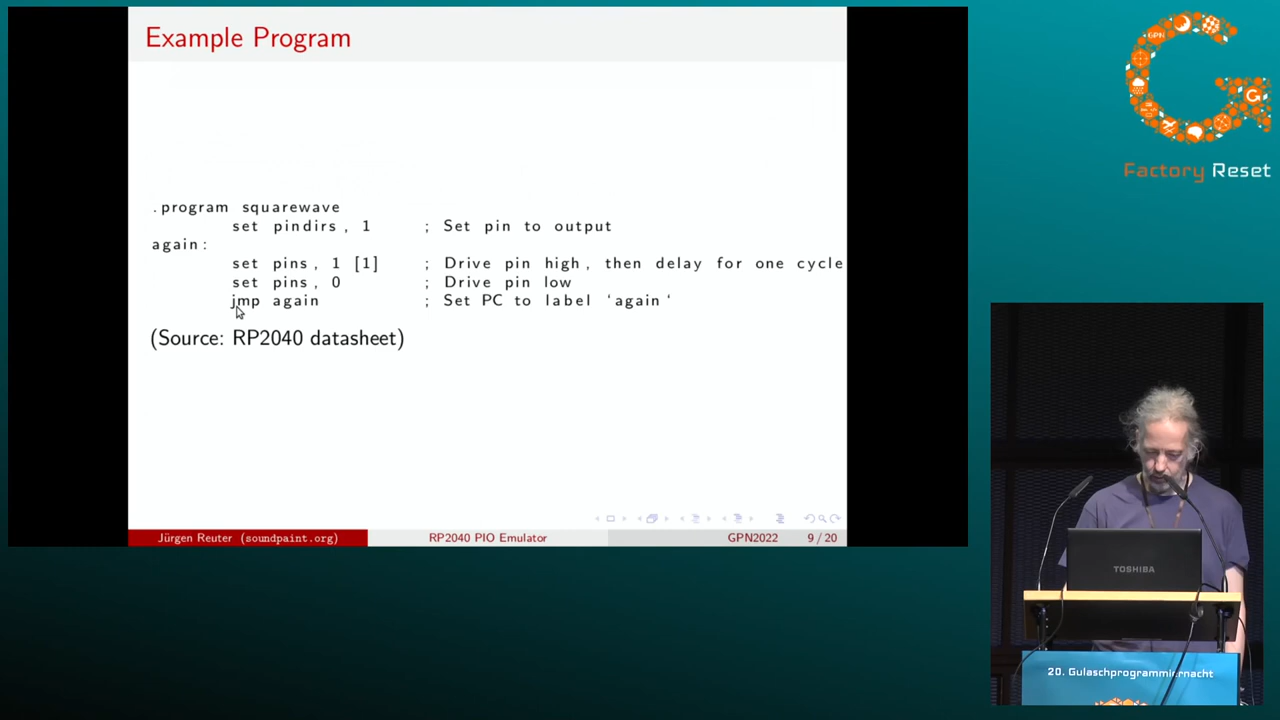 Example Program
.program squarewave
set pindirs, 1 ; Set pin to output
again:
set pins, 1 [1] ; Drive pin high, then delay for one cycle
set pins, 0 ; Drive pin low
jmp again ; Set PC to label ‘again‘
(Source: RP2040 datasheet)
Jürgen Reuter (soundpaint.org) RP2040 PIO Emulator GPN2022 9 / 20
GPN
Factory Reset
TOSHIBA
20. Gulaschprogrammiernacht